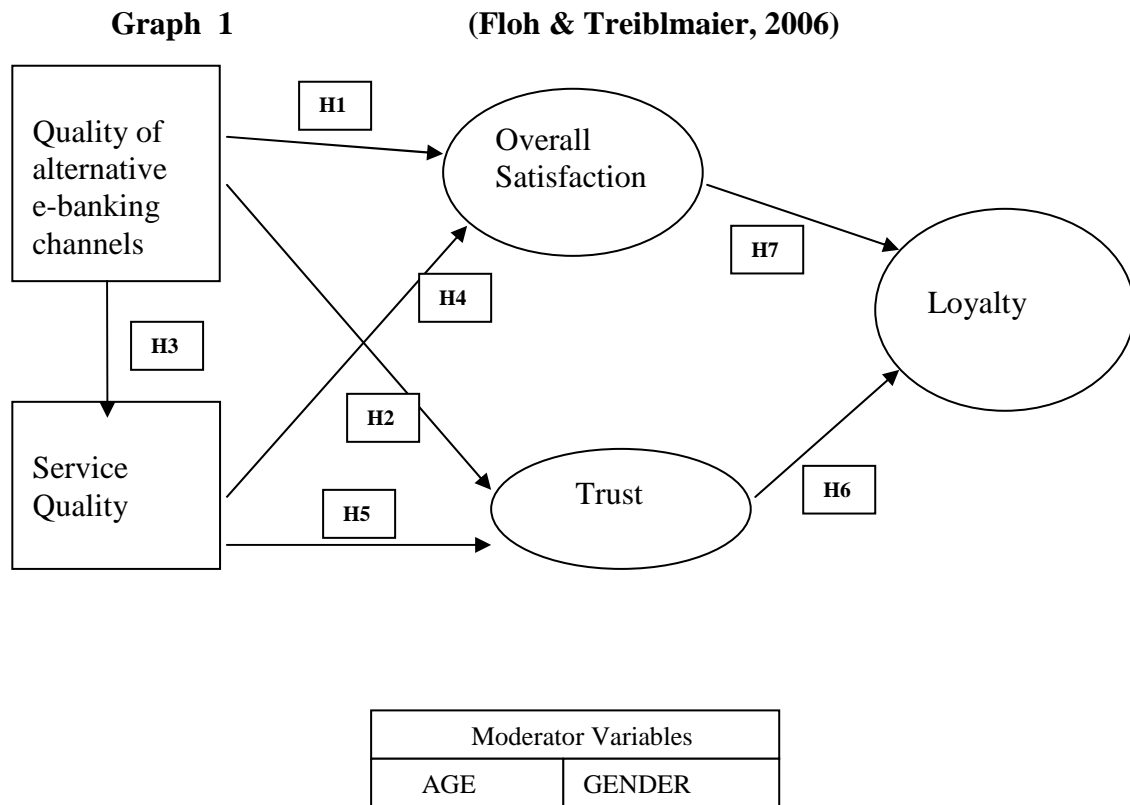 Graph 1 (Floh & Treiblmaier, 2006)
H1
Quality of
alternative
e-banking
channels
Overall
Satisfaction
H7
H4
Loyalty
H3
H2
Service
Quality
Trust
H5
H6
Moderator Variables
AGE GENDER